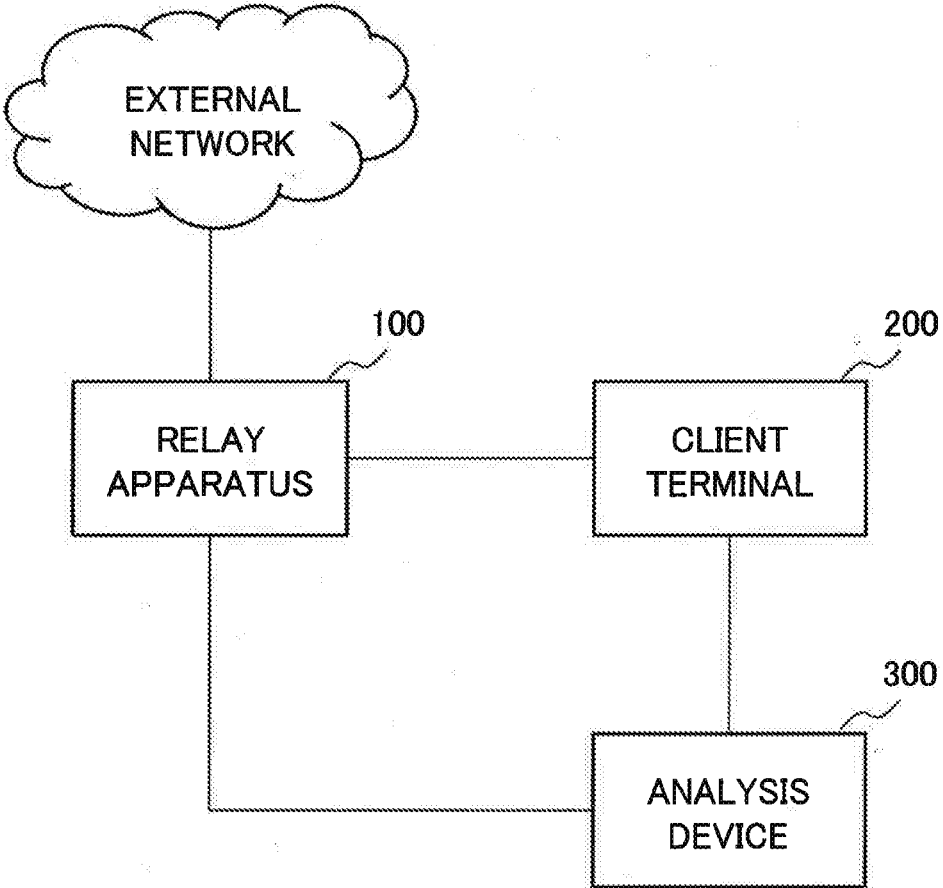 EXTERNAL
NETWORK
100
200
RELAY
APPARATUS
CLIENT
TERMINAL
300
ANALYSIS
DEVICE